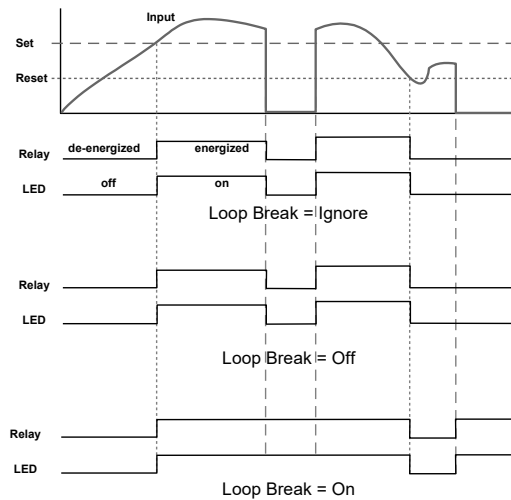 Input
Set
Reset
Relay de-energized energized
LED off on
Loop Break = Ignore
Relay
LED
Loop Break = Off
Relay
LED
Loop Break = On